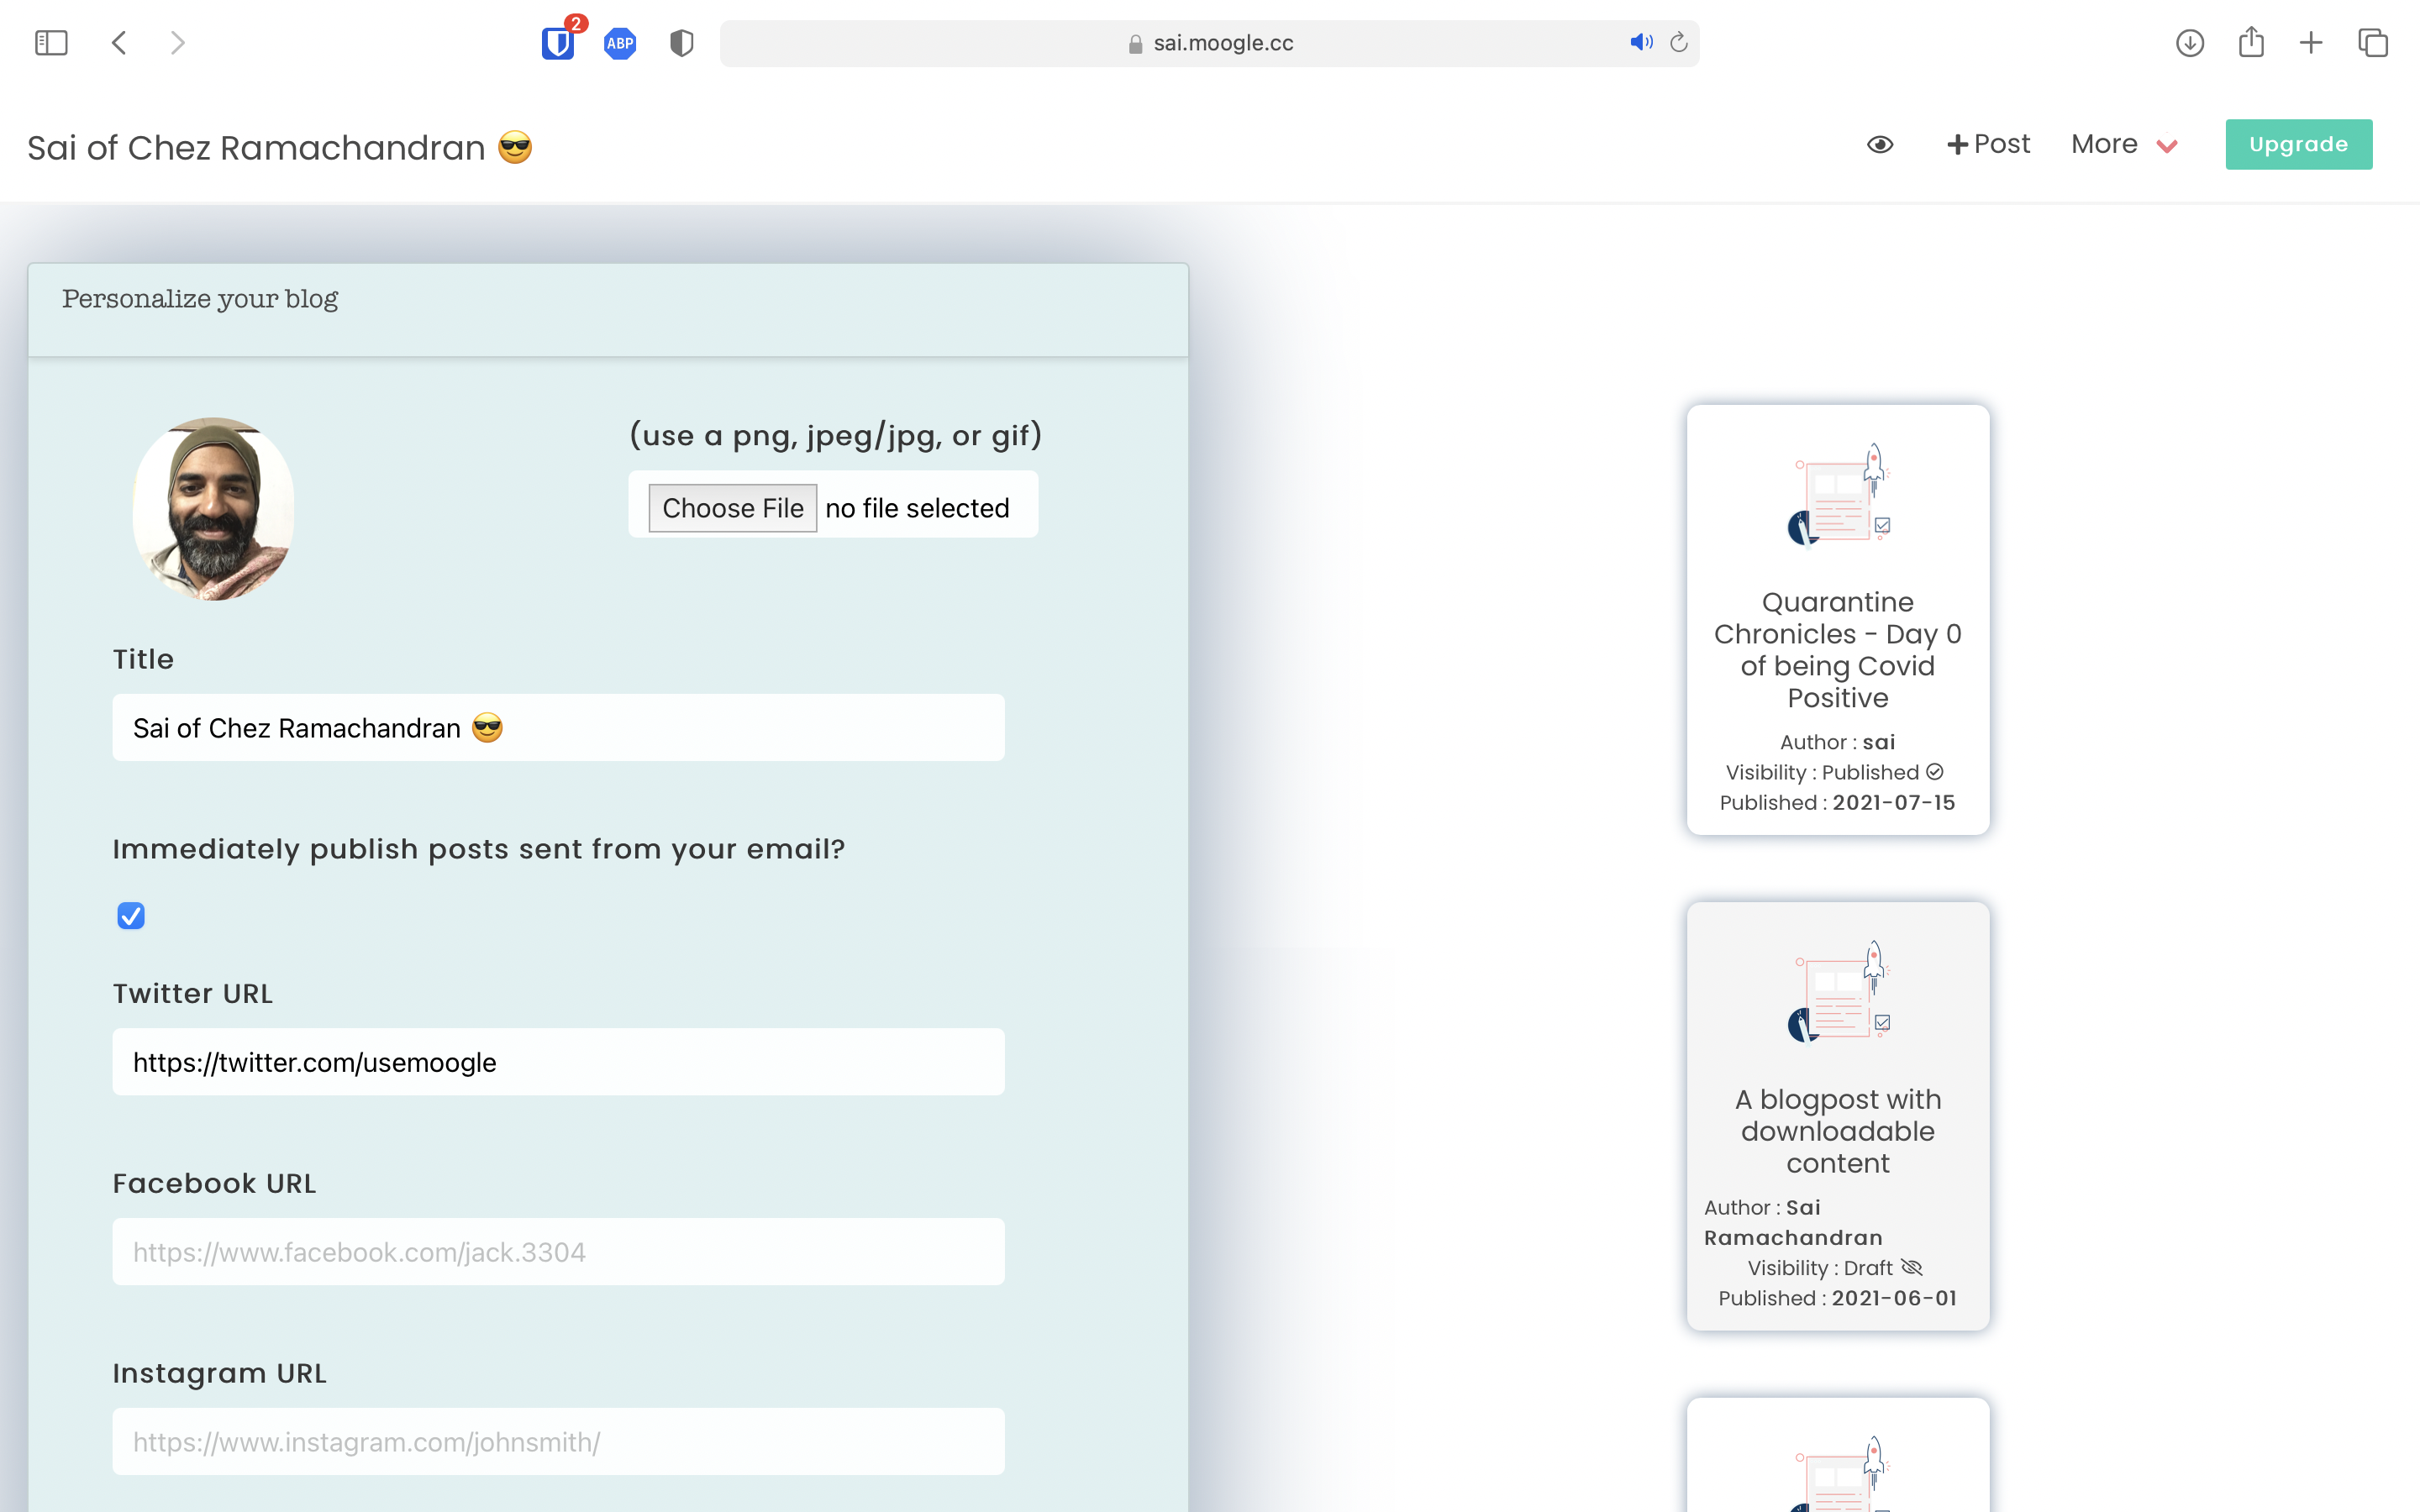 2
ABP
sai.moogle.cc
Sai of Chez Ramachandran 😎
+ Post
More
Upgrade
Personalize your blog
(use a png, jpeg/jpg, or gif)
Choose File no file selected
Title
Sai of Chez Ramachandran 😎
Immediately publish posts sent from your email?
Twitter URL
https://twitter.com/usemoogle
Facebook URL
https://www.facebook.com/jack.3304
Instagram URL
https://www.instagram.com/johnsmith/
Quarantine
Chronicles - Day 0
of being Covid
Positive
Author : sai
Visibility : Published
Published : 2021-07-15
A blogpost with
downloadable
content
Author : Sai
Ramachandran
Visibility : Draft
Published : 2021-06-01